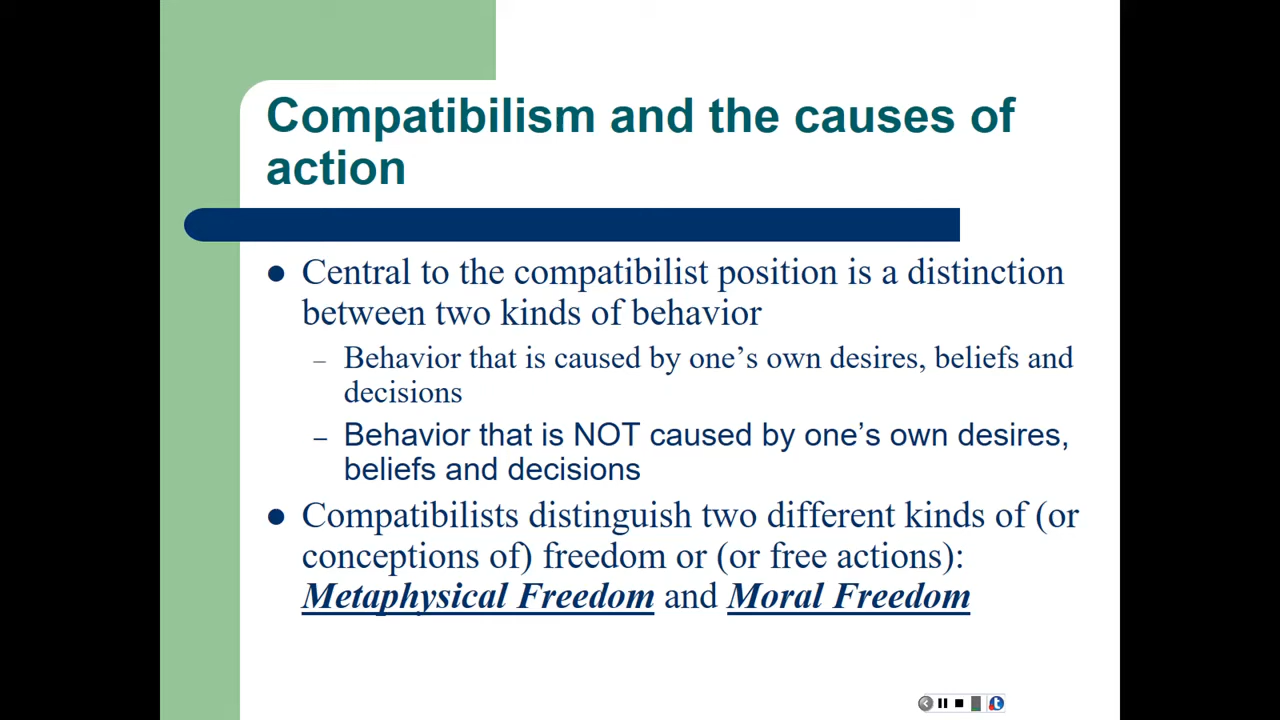 Compatibilism and the causes of
action
● Central to the compatibilist position is a distinction
between two kinds of behavior
– Behavior that is caused by one’s own desires, beliefs and
decisions
– Behavior that is NOT caused by one’s own desires,
beliefs and decisions
● Compatibilists distinguish two different kinds of (or
conceptions of) freedom or (or free actions):
Metaphysical Freedom and Moral Freedom